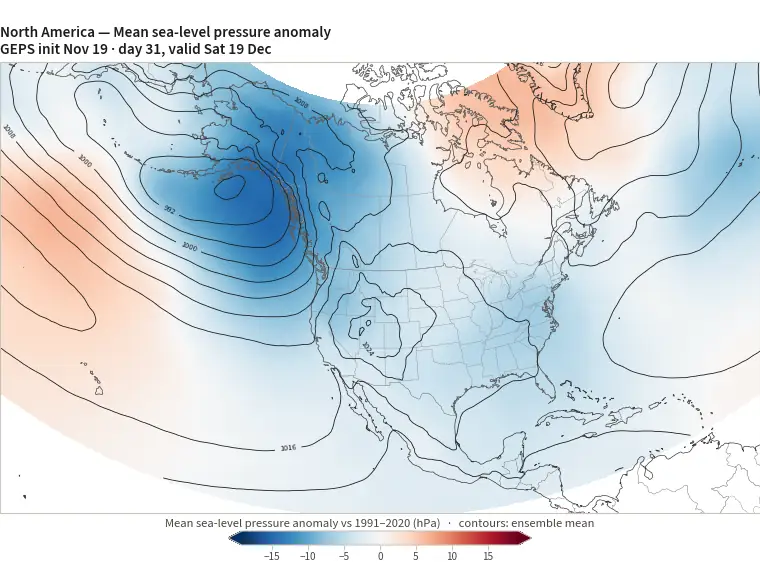 North America — Mean sea-level pressure anomaly
GEPS init Nov 19 · day 31, valid Sat 19 Dec
1008
1008
1000
992
1000
1024
1016
Mean sea-level pressure anomaly vs 1991–2020 (hPa) · contours: ensemble mean
−15 −10 −5 0 5 10 15